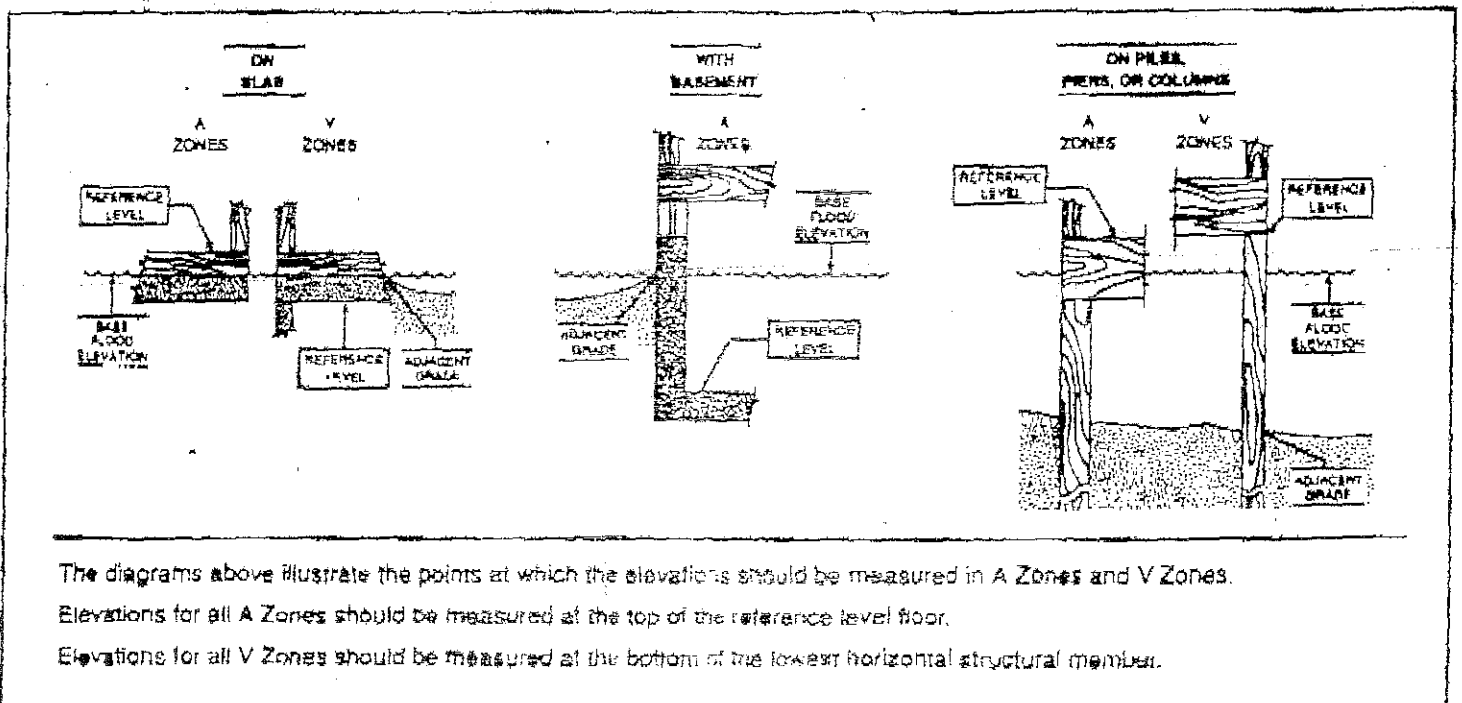 ON
SLAB
A
ZONES
V
ZONES
REFERENCE
LEVEL
BASE
FLOOD
ELEVATION
REFERENCE
LEVEL
ADJACENT
GRADE
WITH
BASEMENT
A
ZONES
BASE
FLOOD
ELEVATION
ADJACENT
GRADE
REFERENCE
LEVEL
ON PILES,
PIERS, OR COLUMNS
A
ZONES
V
ZONES
REFERENCE
LEVEL
REFERENCE
LEVEL
BASE
FLOOD
ELEVATION
ADJACENT
GRADE
The diagrams above illustrate the points at which the elevations should be measured in A Zones and V Zones.
Elevations for all A Zones should be measured at the top of the reference level floor.
Elevations for all V Zones should be measured at the bottom of the lowest horizontal structural member.